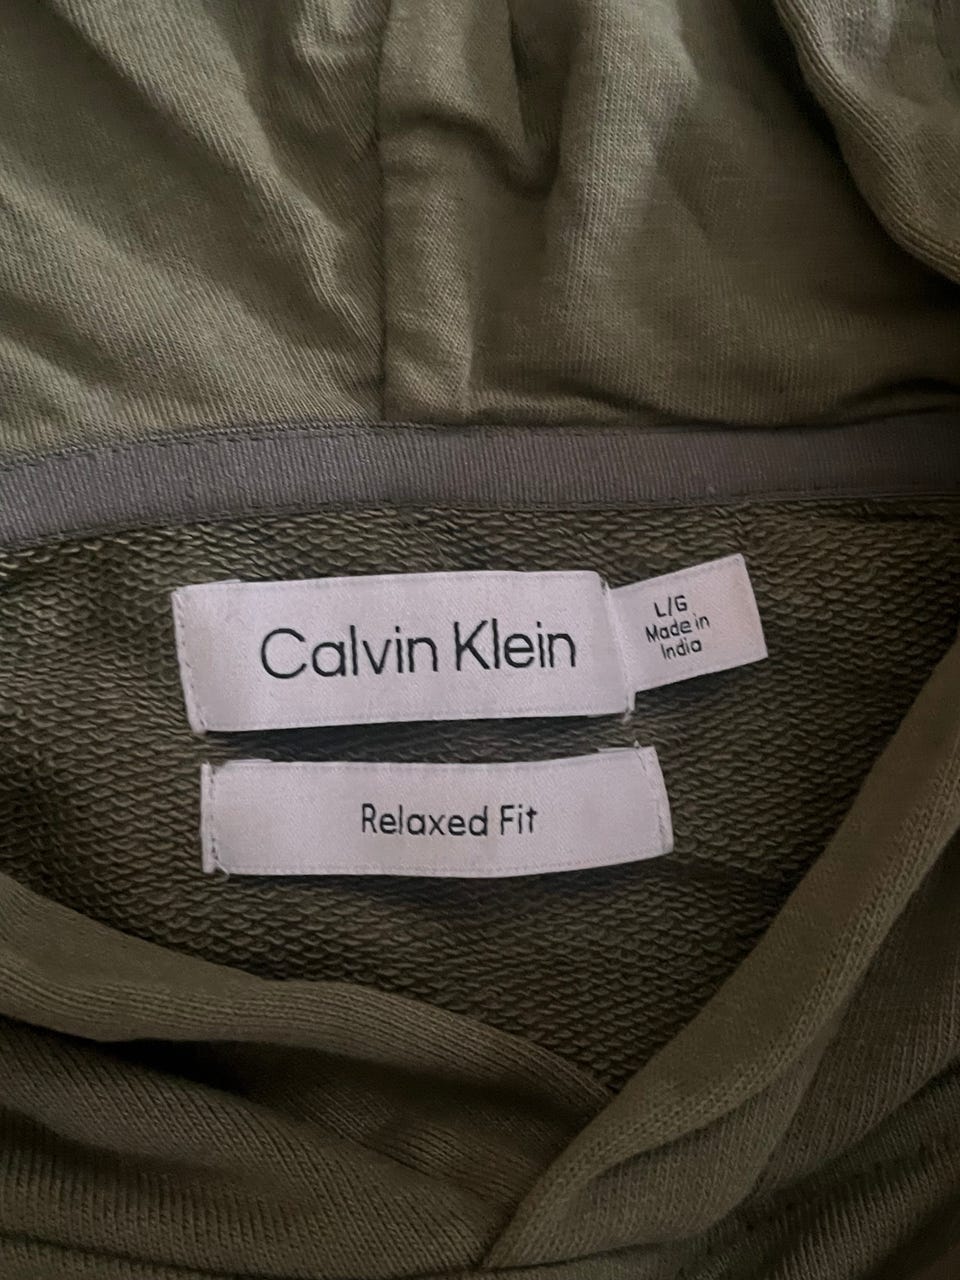 Calvin Klein
L/G
Made in
India
Relaxed Fit